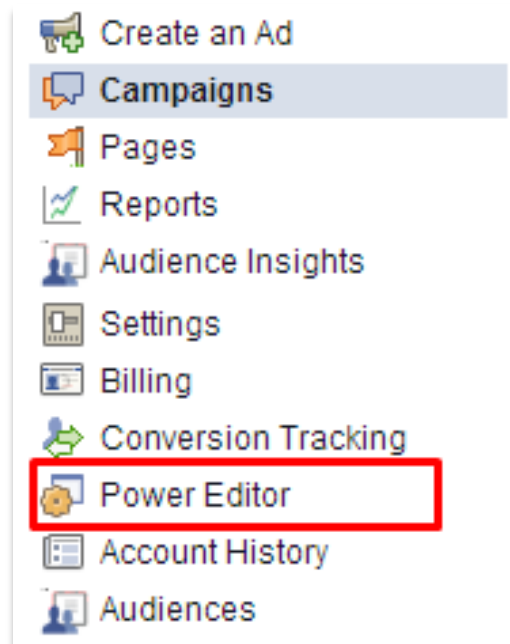 Create an Ad
Campaigns
Pages
Reports
Audience Insights
Settings
Billing
Conversion Tracking
Power Editor
Account History
Audiences